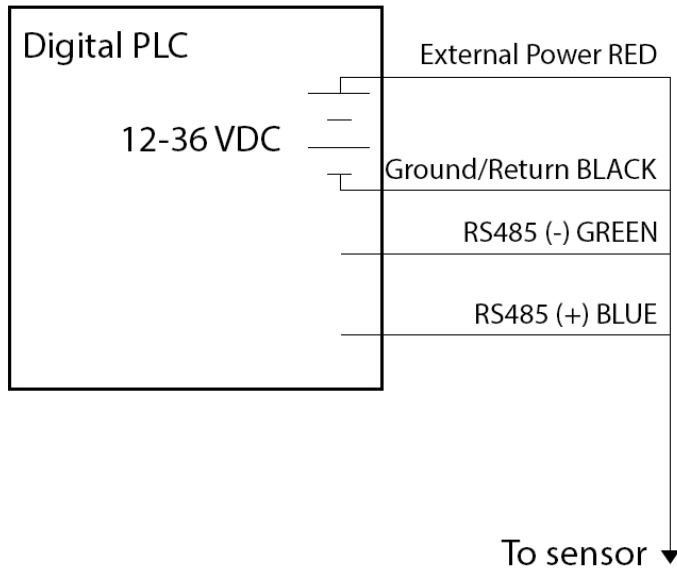 Digital PLC
External Power RED
12-36 VDC
Ground/Return BLACK
RS485 (-) GREEN
RS485 (+) BLUE
To sensor